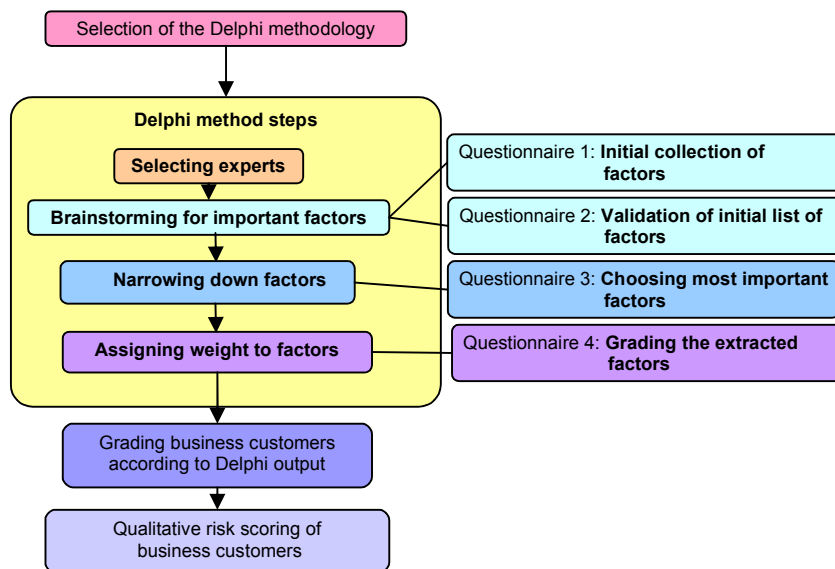 Selection of the Delphi methodology
Delphi method steps
Selecting experts
Brainstorming for important factors
Narrowing down factors
Assigning weight to factors
Questionnaire 1: Initial collection of
factors
Questionnaire 2: Validation of initial list of
factors
Questionnaire 3: Choosing most important
factors
Questionnaire 4: Grading the extracted
factors
Grading business customers
according to Delphi output
Qualitative risk scoring of
business customers